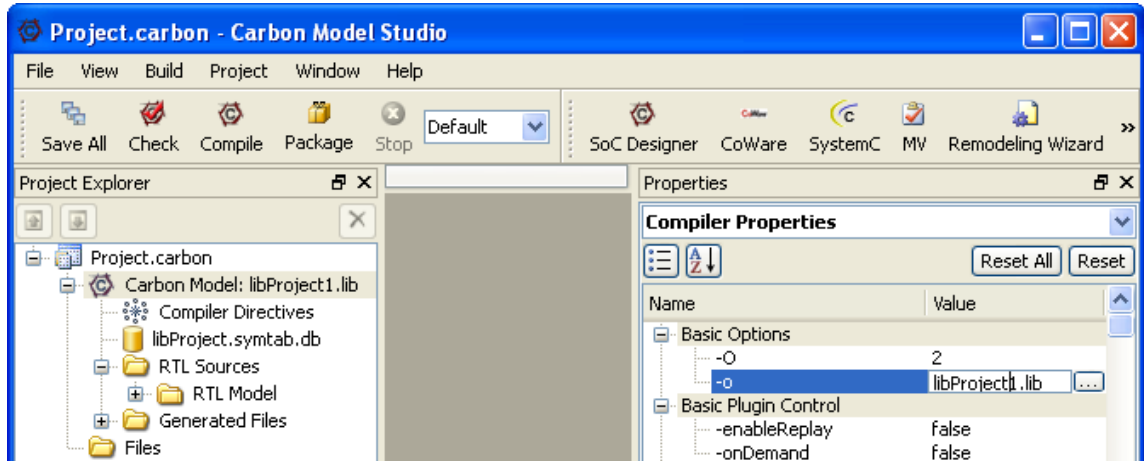 Project.carbon - Carbon Model Studio
File View Build Project Window Help
Save All Check Compile Package Stop Default SoC Designer CoWare SystemC MV Remodeling Wizard »
Project Explorer
Properties
Compiler Properties
Reset All Reset
Project.carbon
Carbon Model: libProject1.lib
Compiler Directives
libProject.symtab.db
RTL Sources
RTL Model
Generated Files
Files
Name Value
Basic Options
-O 2
-o libProject1.lib ...
Basic Plugin Control
-enableReplay false
-onDemand false